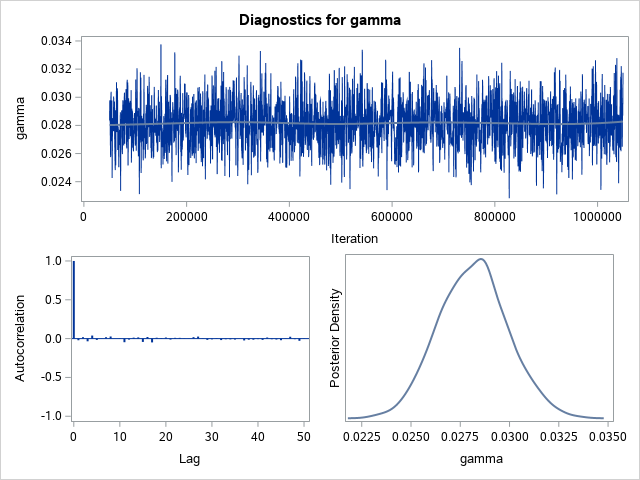 Diagnostics for gamma
0.034
0.032
0.030
0.028
0.026
0.024
gamma
0 200000 400000 600000 800000 1000000
Iteration
1.0
0.5
0.0
-0.5
-1.0
Autocorrelation
0 10 20 30 40 50
Lag
Posterior Density
0.0225 0.0250 0.0275 0.0300 0.0325 0.0350
gamma